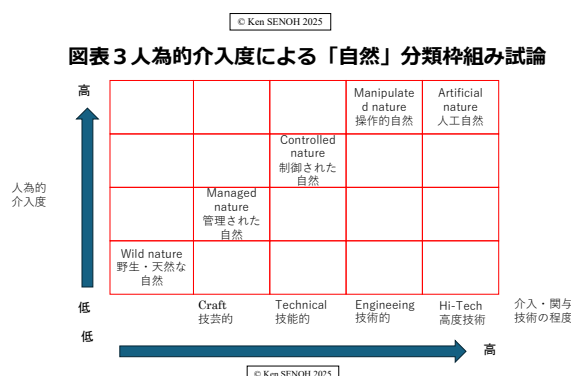 © Ken SENOH 2025
図表３人為的介入度による「自然」分類枠組み試論
高
Manipulate
d nature
操作的自然
Artificial
nature
人工自然
Controlled
nature
制御された
自然
人為的
介入度
Managed
nature
管理された
自然
Wild nature
野生・天然な
自然
低
Craft
技芸的
Technical
技能的
Engineeing
技術的
Hi-Tech
高度技術
介入・関与
技術の程度
低
高
© Ken SENOH 2025